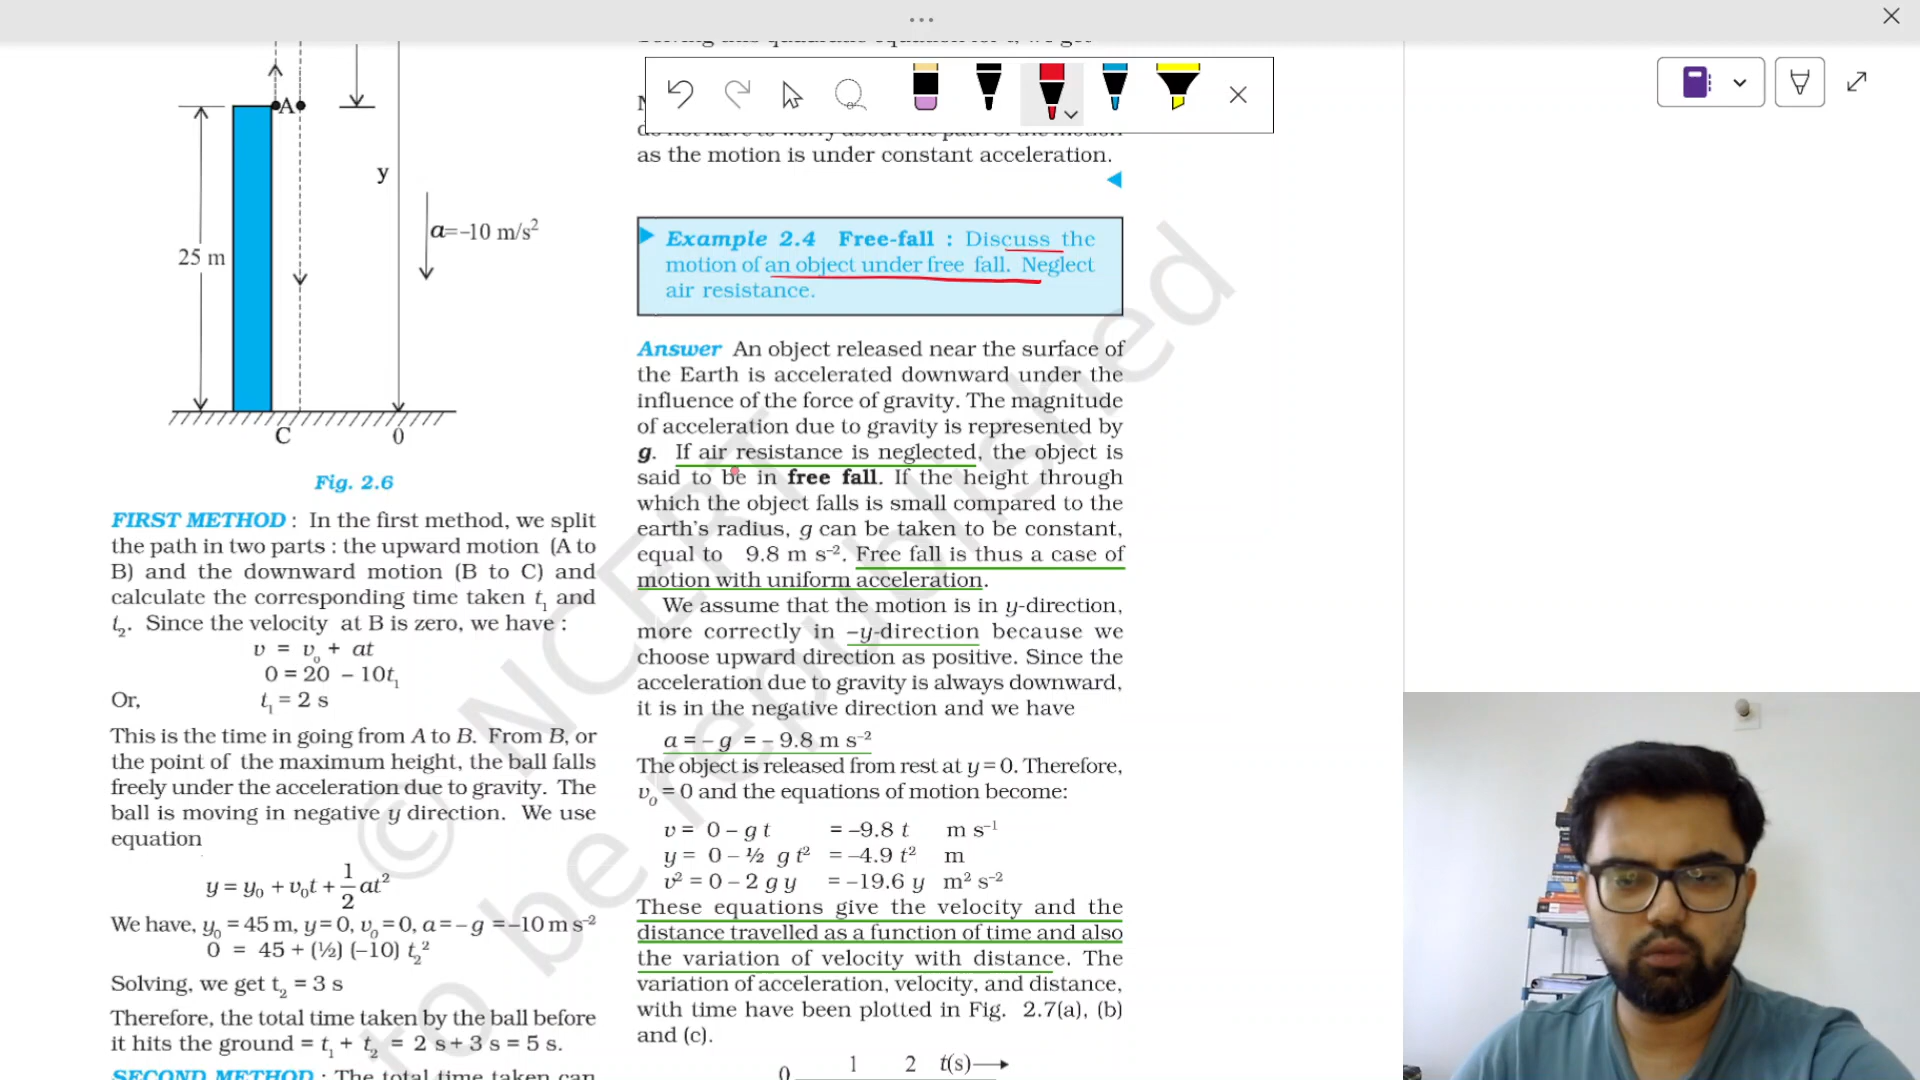 A
y
a=–10 m/s²
25 m
C
0
Fig. 2.6
FIRST METHOD : In the first method, we split
the path in two parts : the upward motion (A to
B) and the downward motion (B to C) and
calculate the corresponding time taken t₁ and
t₂. Since the velocity at B is zero, we have :
v = v₀ + at
0 = 20 – 10t₁
Or, t₁ = 2 s
This is the time in going from A to B. From B, or
the point of the maximum height, the ball falls
freely under the acceleration due to gravity. The
ball is moving in negative y direction. We use
equation
y = y₀ + v₀t + 1/2 at²
We have, y₀ = 45 m, y = 0, v₀ = 0, a = – g = –10 m s⁻²
0 = 45 + (½) (–10) t₂²
Solving, we get t₂ = 3 s
Therefore, the total time taken by the ball before
it hits the ground = t₁ + t₂ = 2 s + 3 s = 5 s.
as the motion is under constant acceleration.
Example 2.4 Free-fall : Discuss the
motion of an object under free fall. Neglect
air resistance.
Answer An object released near the surface of
the Earth is accelerated downward under the
influence of the force of gravity. The magnitude
of acceleration due to gravity is represented by
g. If air resistance is neglected, the object is
said to be in free fall. If the height through
which the object falls is small compared to the
earth's radius, g can be taken to be constant,
equal to 9.8 m s⁻². Free fall is thus a case of
motion with uniform acceleration.
We assume that the motion is in y-direction,
more correctly in –y-direction because we
choose upward direction as positive. Since the
acceleration due to gravity is always downward,
it is in the negative direction and we have
a = – g = – 9.8 m s⁻²
The object is released from rest at y = 0. Therefore,
v₀ = 0 and the equations of motion become:
v = 0 – g t = –9.8 t m s⁻¹
y = 0 – ½ g t² = –4.9 t² m
v² = 0 – 2 g y = –19.6 y m² s⁻²
These equations give the velocity and the
distance travelled as a function of time and also
the variation of velocity with distance. The
variation of acceleration, velocity, and distance,
with time have been plotted in Fig. 2.7(a), (b)
and (c).
0 1 2 t(s)
© NCERT
to be republished